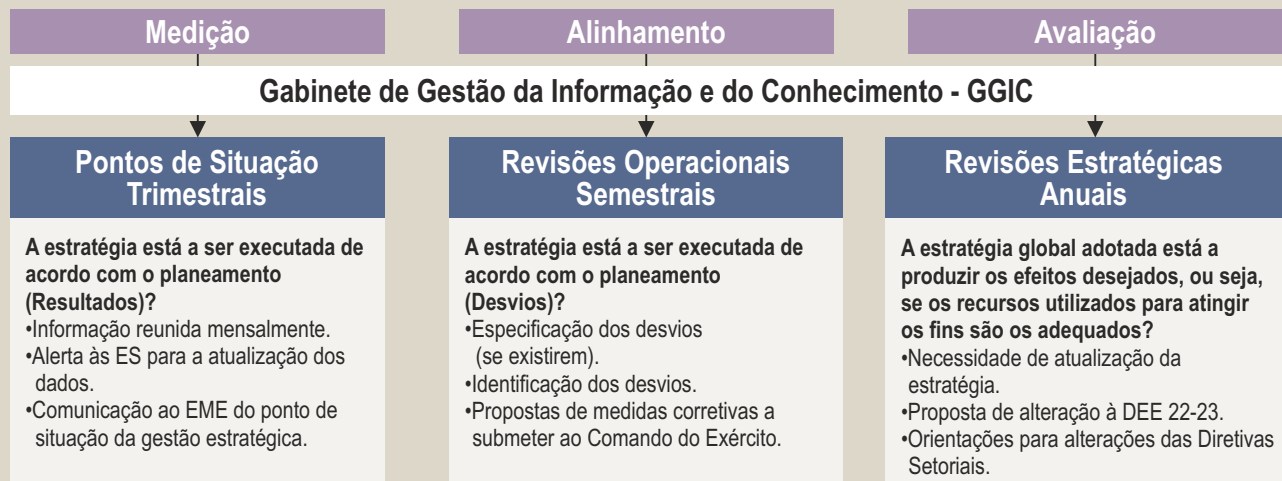 Medição
Alinhamento
Avaliação
Gabinete de Gestão da Informação e do Conhecimento - GGIC
Pontos de Situação
Trimestrais
A estratégia está a ser executada de
acordo com o planeamento
(Resultados)?
•Informação reunida mensalmente.
•Alerta às ES para a atualização dos
dados.
•Comunicação ao EME do ponto de
situação da gestão estratégica.
Revisões Operacionais
Semestrais
A estratégia está a ser executada de
acordo com o planeamento
(Desvios)?
•Especificação dos desvios
(se existirem).
•Identificação dos desvios.
•Propostas de medidas corretivas a
submeter ao Comando do Exército.
Revisões Estratégicas
Anuais
A estratégia global adotada está a
produzir os efeitos desejados, ou seja,
se os recursos utilizados para atingir
os fins são os adequados?
•Necessidade de atualização da
estratégia.
•Proposta de alteração à DEE 22-23.
•Orientações para alterações das Diretivas
Setoriais.